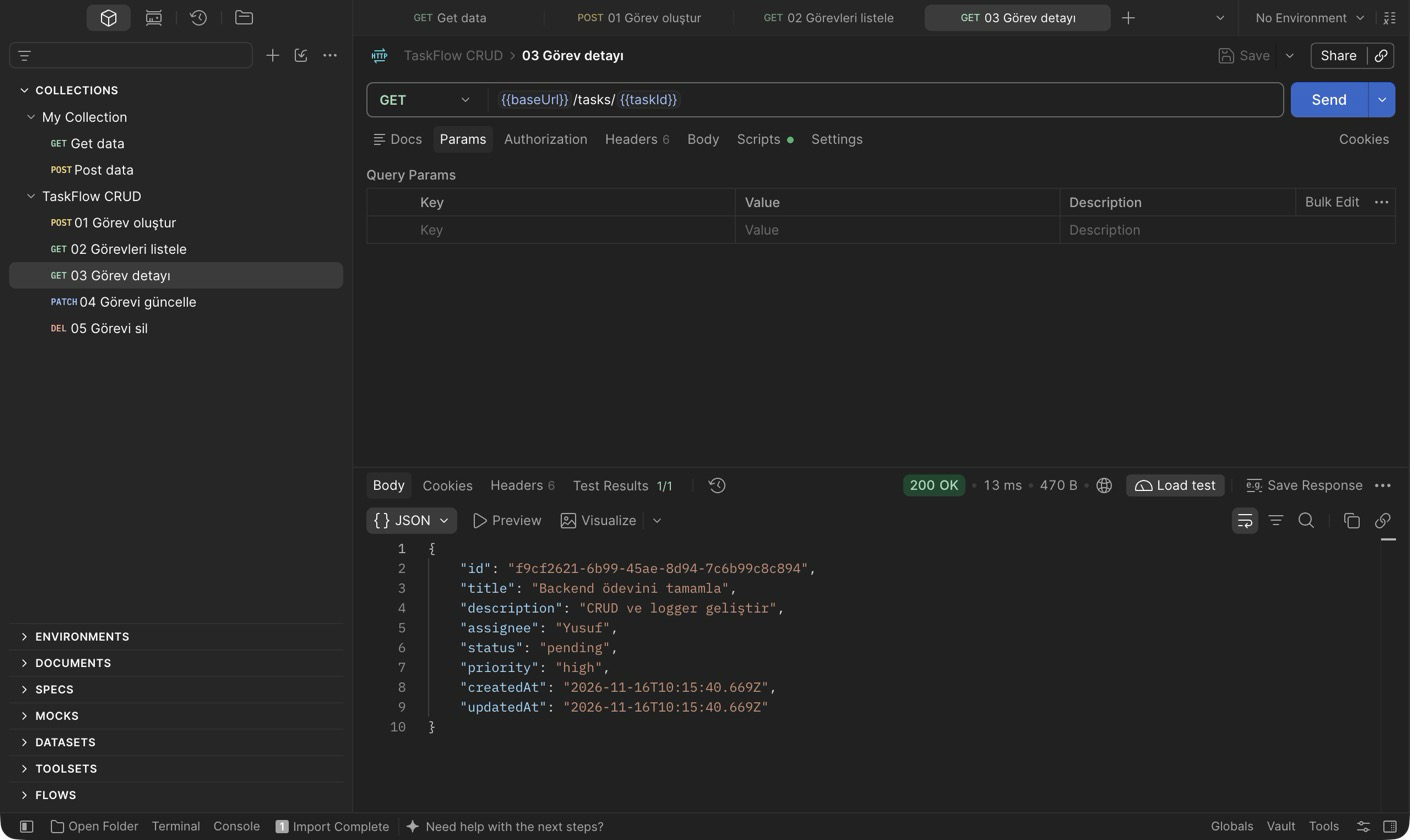 GET Get data
POST 01 Görev oluştur
GET 02 Görevleri listele
GET 03 Görev detayı
No Environment
COLLECTIONS
My Collection
GET Get data
POST Post data
TaskFlow CRUD
POST 01 Görev oluştur
GET 02 Görevleri listele
GET 03 Görev detayı
PATCH 04 Görevi güncelle
DEL 05 Görevi sil
ENVIRONMENTS
DOCUMENTS
SPECS
MOCKS
DATASETS
TOOLSETS
FLOWS
HTTP TaskFlow CRUD > 03 Görev detayı
Save
Share
GET {{baseUrl}} /tasks/ {{taskId}}
Send
Docs Params Authorization Headers 6 Body Scripts Settings Cookies
Query Params
Key Value Description Bulk Edit
Key Value Description
Body Cookies Headers 6 Test Results 1/1
200 OK • 13 ms • 470 B
Load test
e.g. Save Response
{} JSON Preview Visualize
1 {
2 "id": "f9cf2621-6b99-45ae-8d94-7c6b99c8c894",
3 "title": "Backend ödevini tamamla",
4 "description": "CRUD ve logger geliştir",
5 "assignee": "Yusuf",
6 "status": "pending",
7 "priority": "high",
8 "createdAt": "2026-11-16T10:15:40.669Z",
9 "updatedAt": "2026-11-16T10:15:40.669Z"
10 }
Open Folder Terminal Console 1 Import Complete Need help with the next steps? Globals Vault Tools